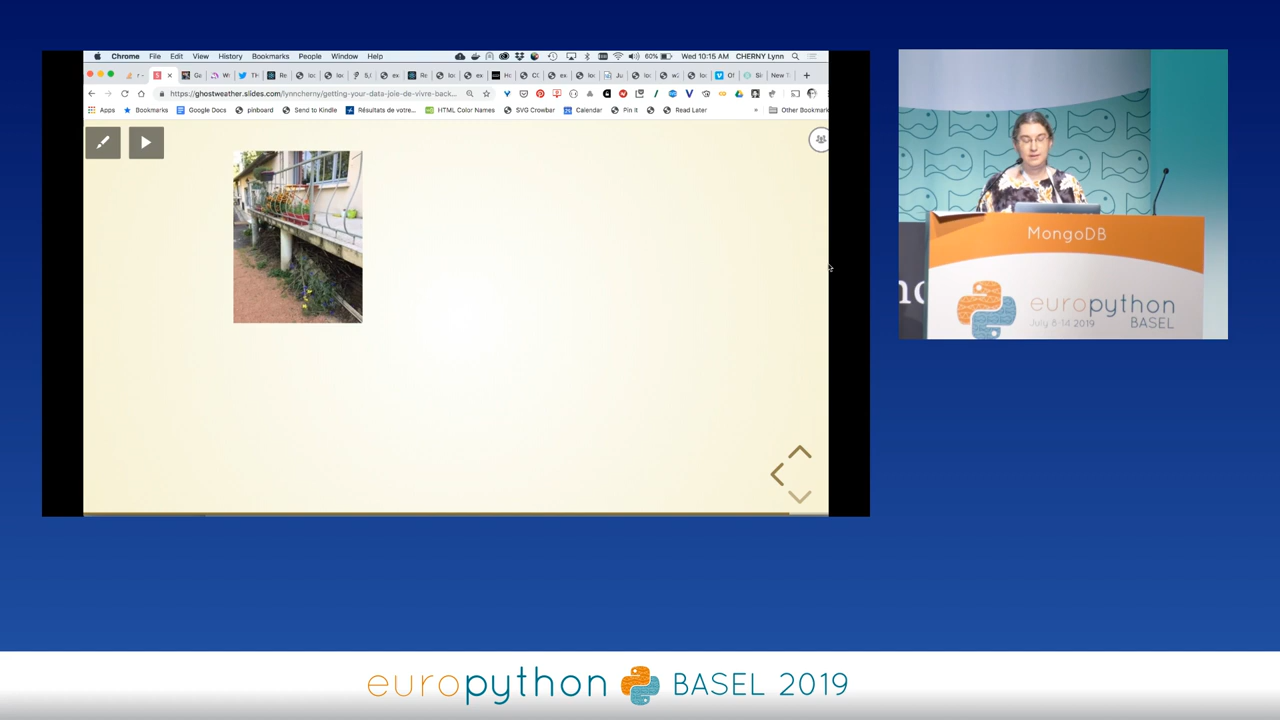 Chrome File Edit View History Bookmarks People Window Help
60% Wed 10:15 AM CHERNY Lynn
https://ghostweather.slides.com/lynncherny/getting-your-data-joie-de-vivre-back...
Apps Bookmarks Google Docs pinboard Send to Kindle Résultats de votre... HTML Color Names SVG Crowbar Calendar Pin It Read Later » Other Bookmark
MongoDB
europython
July 8-14 2019 BASEL
europython BASEL 2019